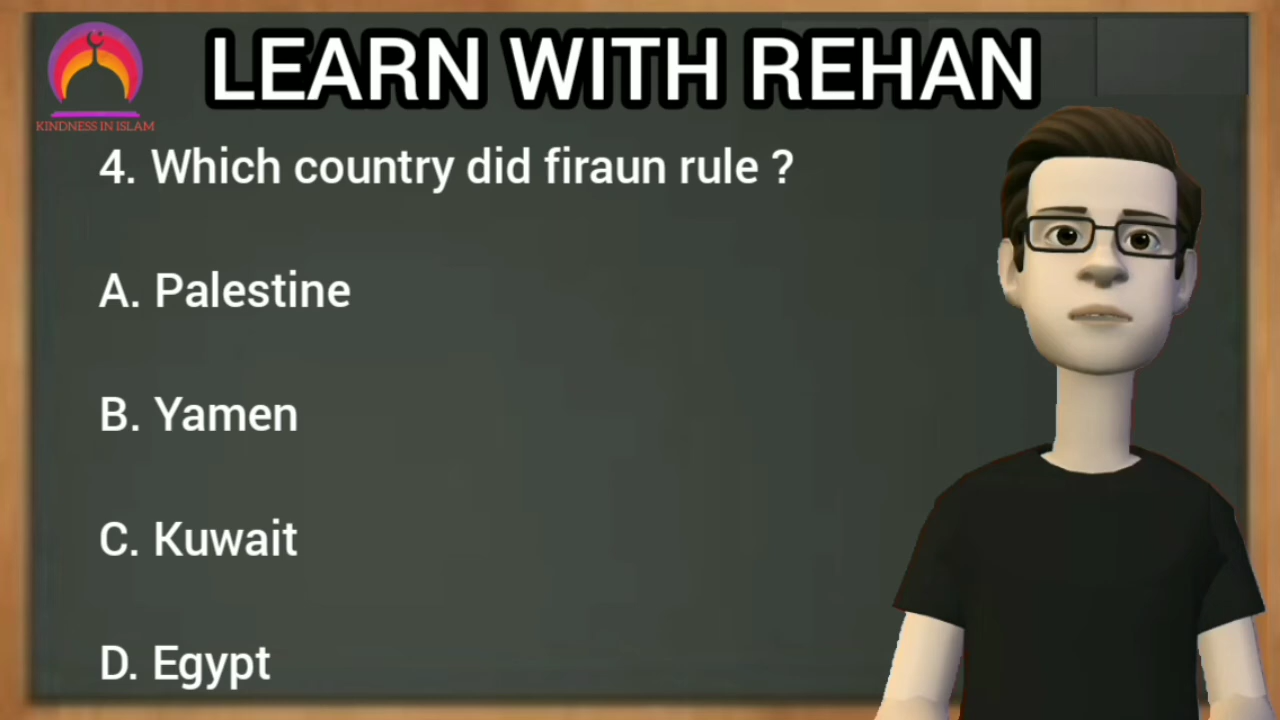 LEARN WITH REHAN
KINDNESS IN ISLAM
4. Which country did firaun rule ?
A. Palestine
B. Yamen
C. Kuwait
D. Egypt